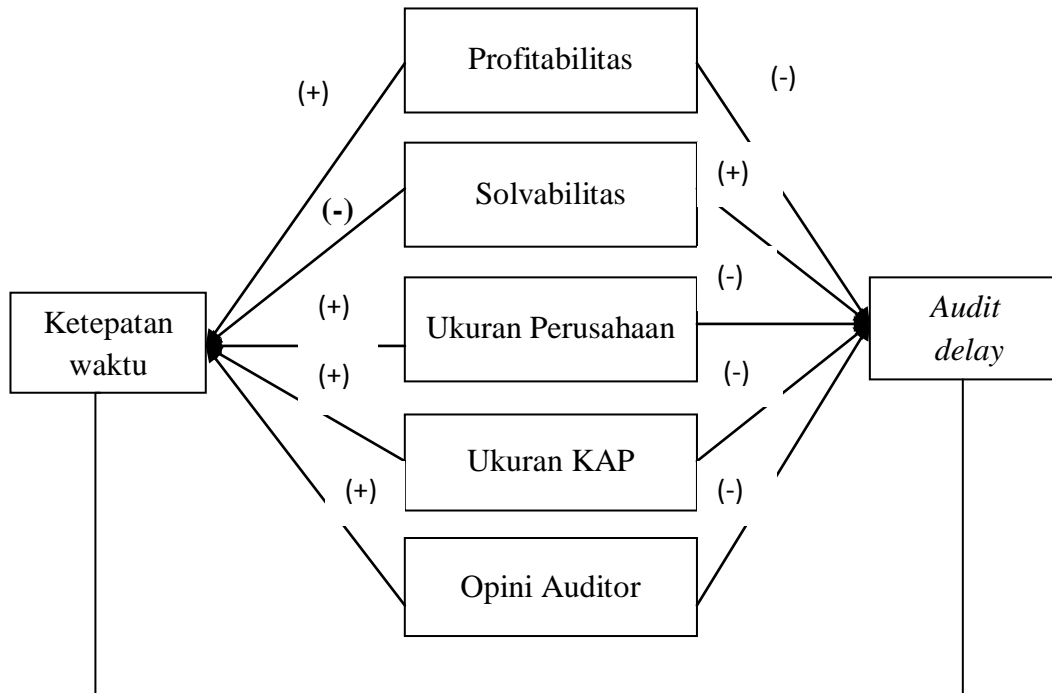 Profitabilitas
(+)
(-)
Solvabilitas
(-)
(+)
Ketepatan
waktu
(+)
Ukuran Perusahaan
(-)
Audit
delay
(+)
Ukuran KAP
(-)
(+)
Opini Auditor
(-)